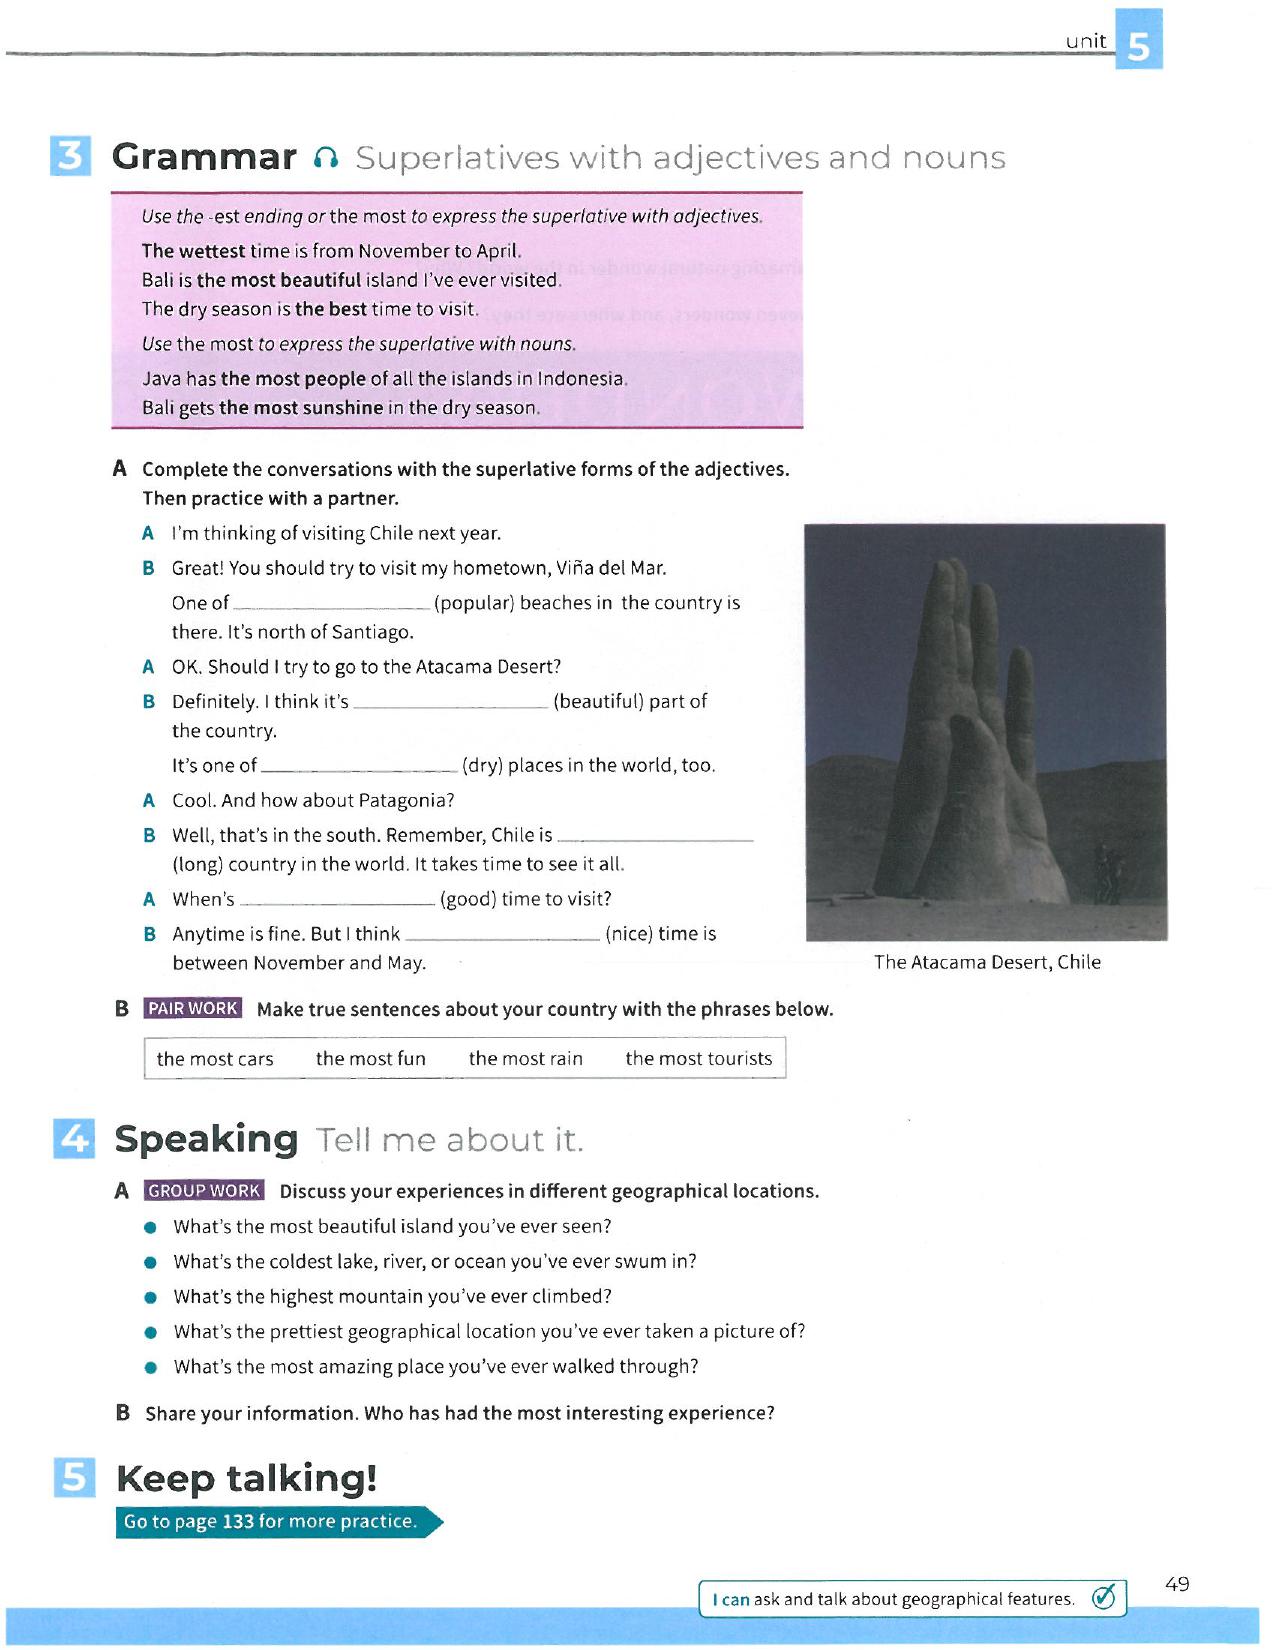 unit 5
3 Grammar Superlatives with adjectives and nouns
Use the -est ending or the most to express the superlative with adjectives.
The wettest time is from November to April.
Bali is the most beautiful island I've ever visited.
The dry season is the best time to visit.
Use the most to express the superlative with nouns.
Java has the most people of all the islands in Indonesia.
Bali gets the most sunshine in the dry season.
A Complete the conversations with the superlative forms of the adjectives.
Then practice with a partner.
A I'm thinking of visiting Chile next year.
B Great! You should try to visit my hometown, Viña del Mar.
One of ____________ (popular) beaches in the country is
there. It's north of Santiago.
A OK. Should I try to go to the Atacama Desert?
B Definitely. I think it's ____________ (beautiful) part of
the country.
It's one of ____________ (dry) places in the world, too.
A Cool. And how about Patagonia?
B Well, that's in the south. Remember, Chile is ____________
(long) country in the world. It takes time to see it all.
A When's ____________ (good) time to visit?
B Anytime is fine. But I think ____________ (nice) time is
between November and May.
The Atacama Desert, Chile
B PAIR WORK Make true sentences about your country with the phrases below.
the most cars the most fun the most rain the most tourists
4 Speaking Tell me about it.
A GROUP WORK Discuss your experiences in different geographical locations.
● What's the most beautiful island you've ever seen?
● What's the coldest lake, river, or ocean you've ever swum in?
● What's the highest mountain you've ever climbed?
● What's the prettiest geographical location you've ever taken a picture of?
● What's the most amazing place you've ever walked through?
B Share your information. Who has had the most interesting experience?
5 Keep talking!
Go to page 133 for more practice.
I can ask and talk about geographical features.
49